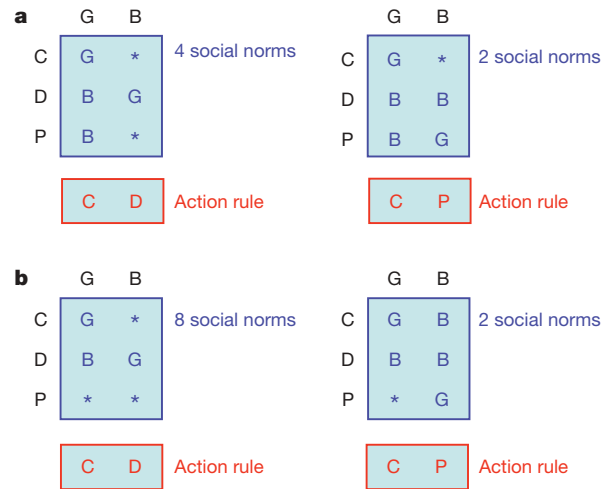 a
G B
C G * 4 social norms
D B G
P B *
C D Action rule
G B
C G * 2 social norms
D B B
P B G
C P Action rule
b
G B
C G * 8 social norms
D B G
P * *
C D Action rule
G B
C G B 2 social norms
D B B
P * G
C P Action rule